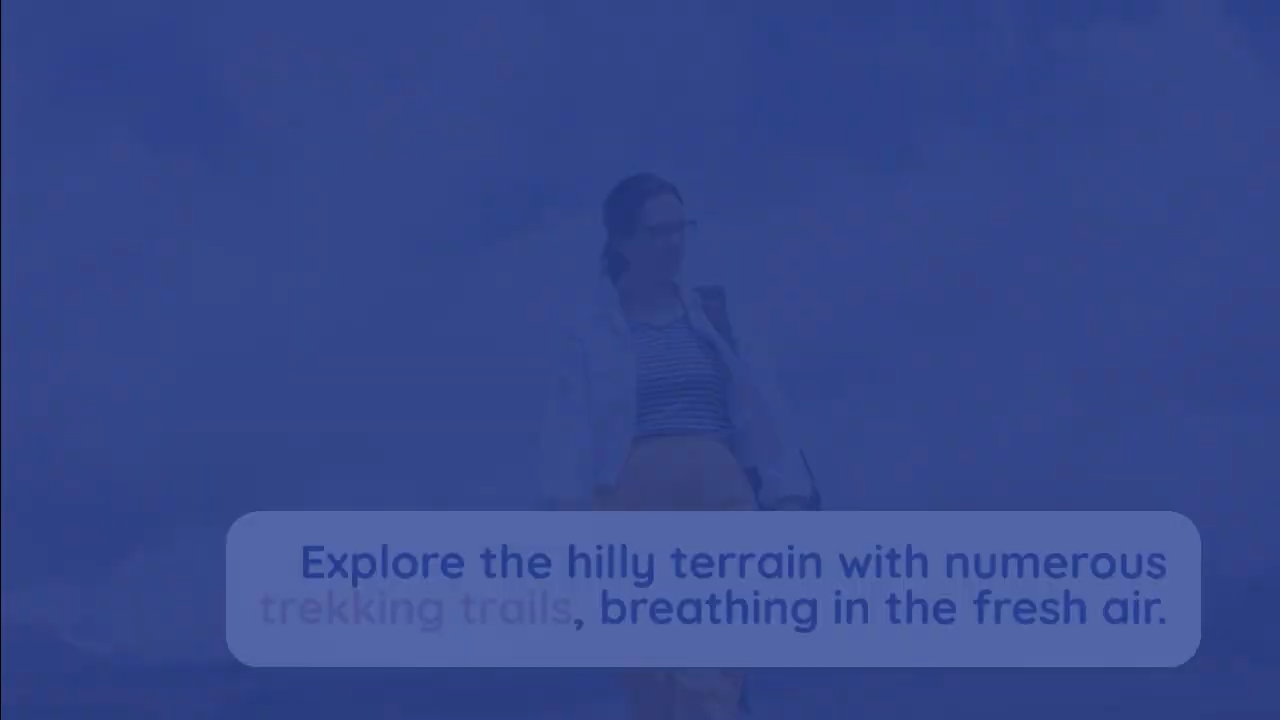 Explore the hilly terrain with numerous
trekking trails, breathing in the fresh air.